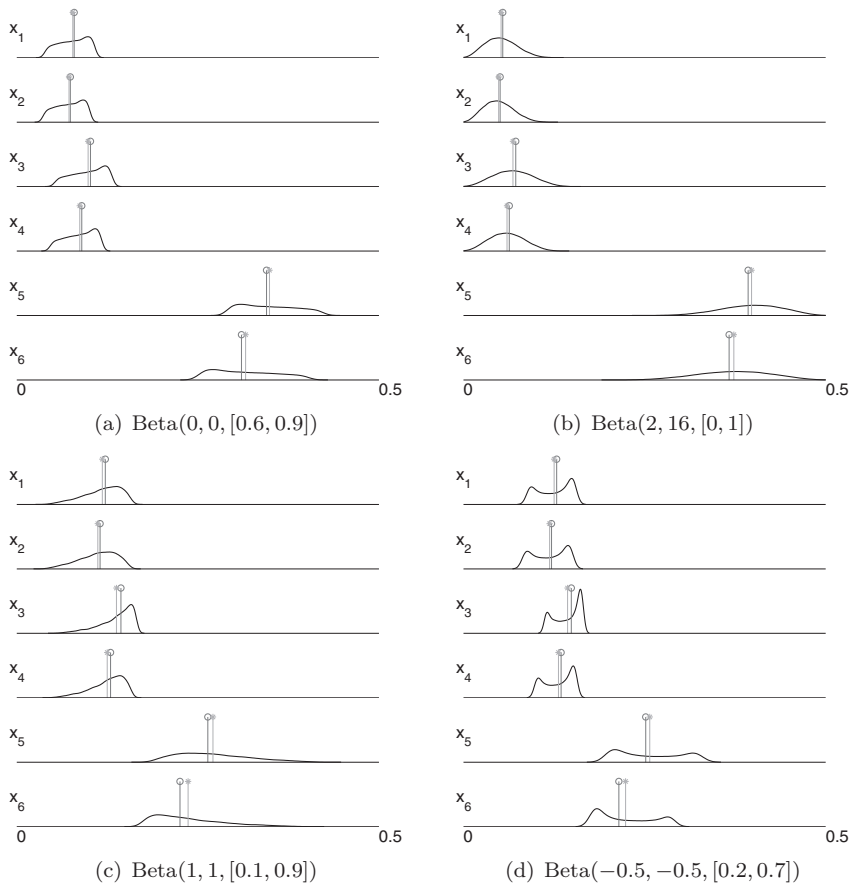 x1
x2
x3
x4
x5
x6
0 0.5
(a) Beta(0, 0, [0.6, 0.9])
x1
x2
x3
x4
x5
x6
0 0.5
(b) Beta(2, 16, [0, 1])
x1
x2
x3
x4
x5
x6
0 0.5
(c) Beta(1, 1, [0.1, 0.9])
x1
x2
x3
x4
x5
x6
0 0.5
(d) Beta(−0.5, −0.5, [0.2, 0.7])